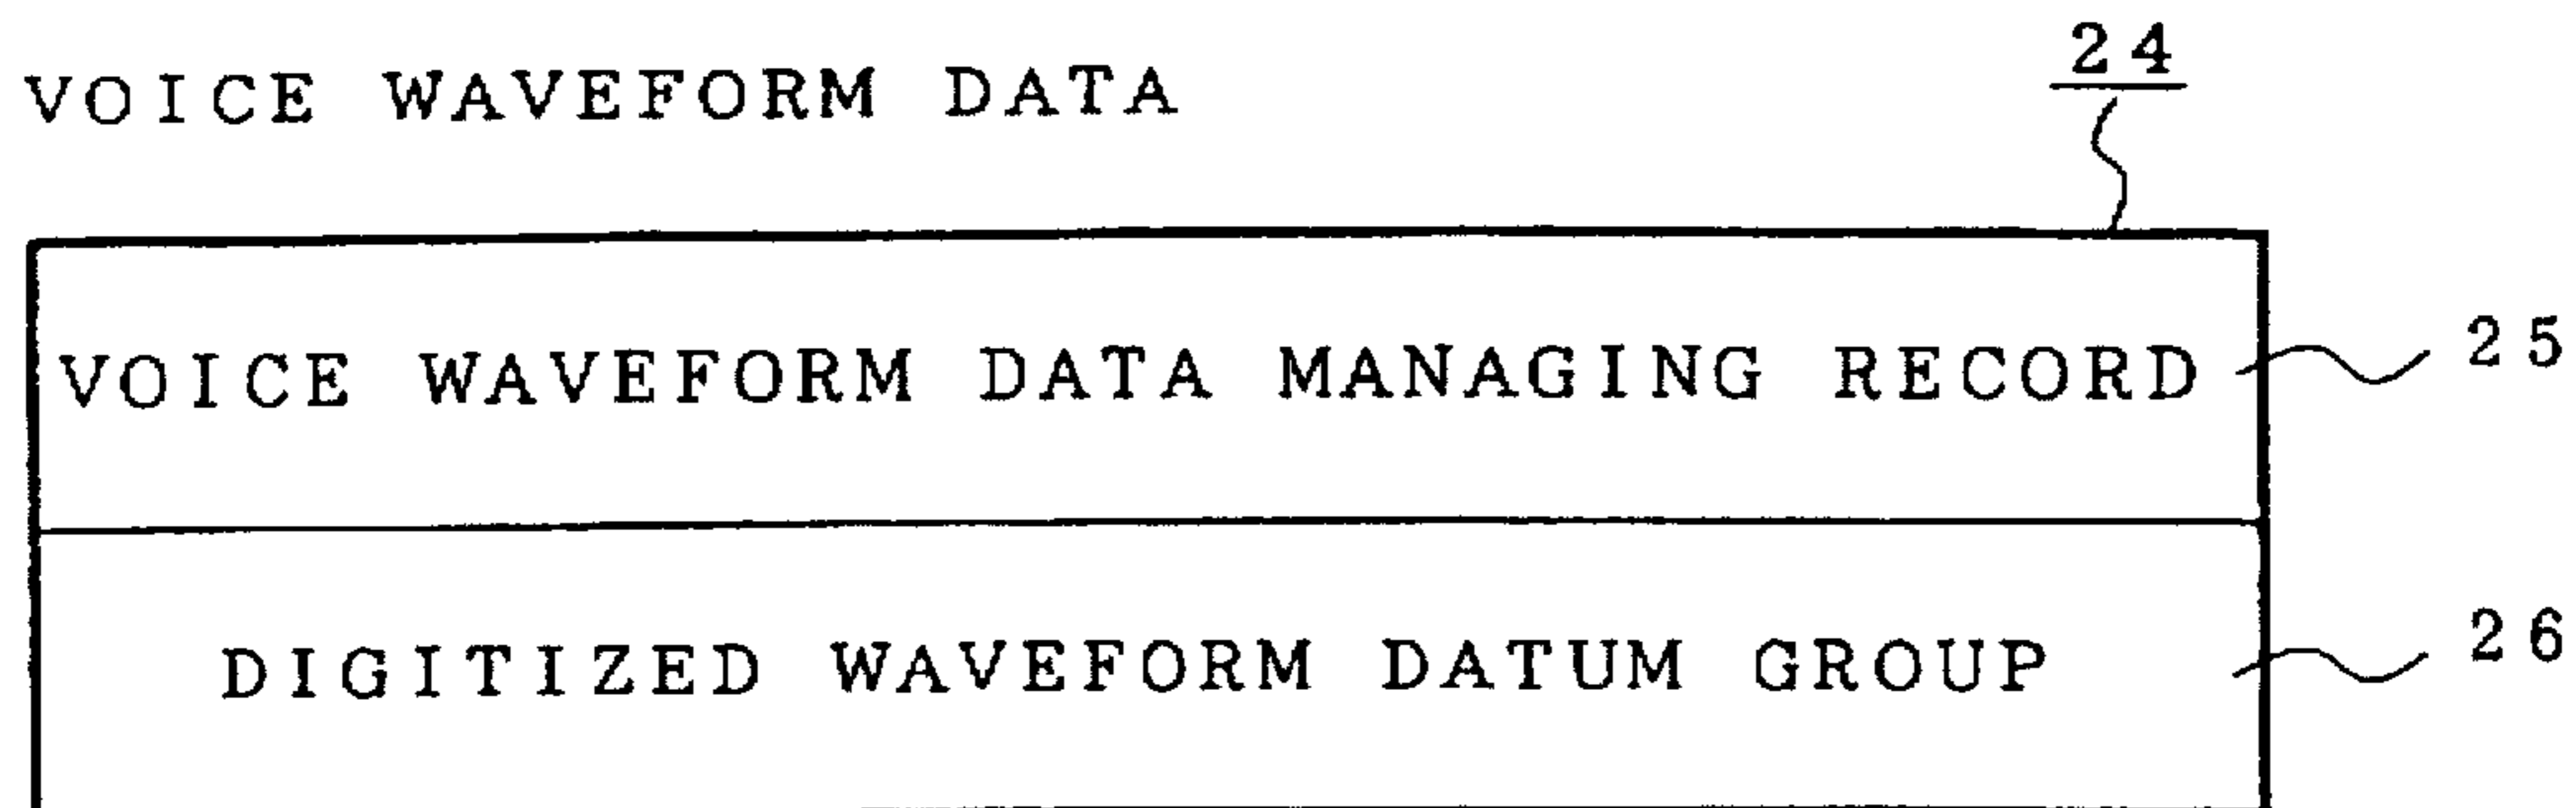 24
VOICE WAVEFORM DATA
VOICE WAVEFORM DATA MANAGING RECORD 25
DIGITIZED WAVEFORM DATUM GROUP 26